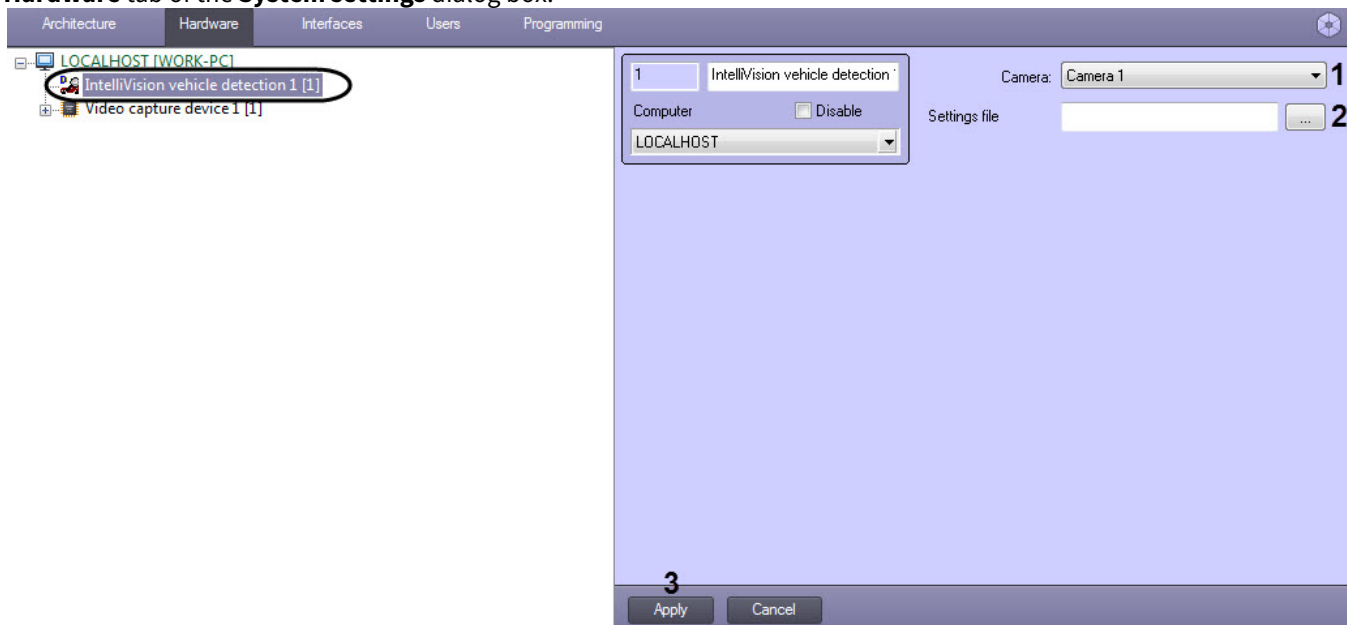 Hardware tab of the System settings dialog box.
Architecture Hardware Interfaces Users Programming
LOCALHOST [WORK-PC]
IntelliVision vehicle detection 1 [1]
Video capture device 1 [1]
1 IntelliVision vehicle detection
Computer Disable
LOCALHOST
Camera: Camera 1 1
Settings file ... 2
3
Apply Cancel